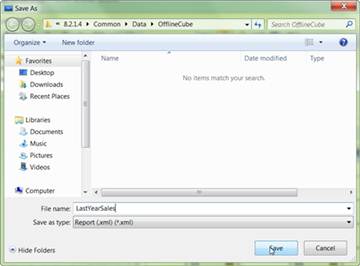 Save As
8.2.1.4 Common Data OfflineCube
Search OfflineCube
Organize New folder
Favorites
Desktop
Downloads
Recent Places
Libraries
Documents
Music
Pictures
Videos
Computer
Name Date modified Type
No items match your search.
File name: LastYearSales
Save as type: Report (.xml) (*.xml)
Hide Folders
Save
Cancel